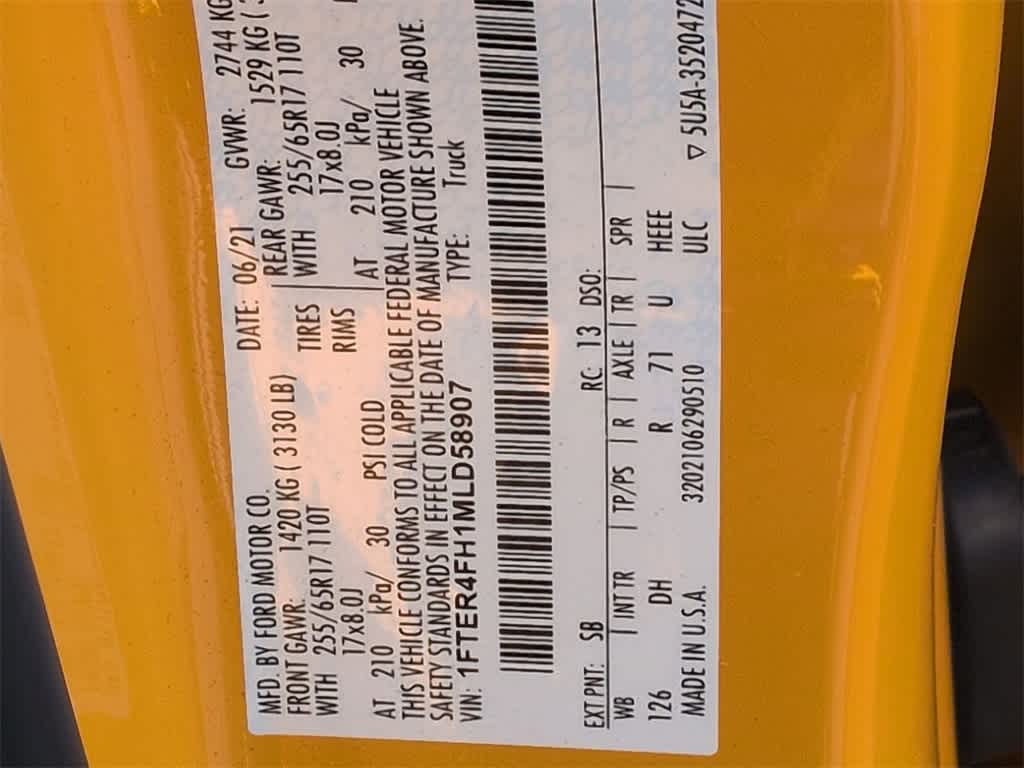 MFD. BY FORD MOTOR CO. DATE: 06/21 GVWR: 2744 KG
FRONT GAWR: 1420 KG ( 3130 LB) REAR GAWR: 1529 KG (
WITH 255/65R17 110T TIRES WITH 255/65R17 110T
17x8.0J RIMS 17x8.0J
AT 210 kPa/ 30 PSI COLD AT 210 kPa/ 30
THIS VEHICLE CONFORMS TO ALL APPLICABLE FEDERAL MOTOR VEHICLE
SAFETY STANDARDS IN EFFECT ON THE DATE OF MANUFACTURE SHOWN ABOVE.
VIN: 1FTER4FH1MLD58907 TYPE: Truck
EXT PNT: SB RC: 13 DSO:
WB | INTTR | TP/PS | R | AXLE | TR | SPR |
126 DH R 71 U HEEE
MADE IN U.S.A. 3202106290510 ULC ▽ 5U5A-3520472